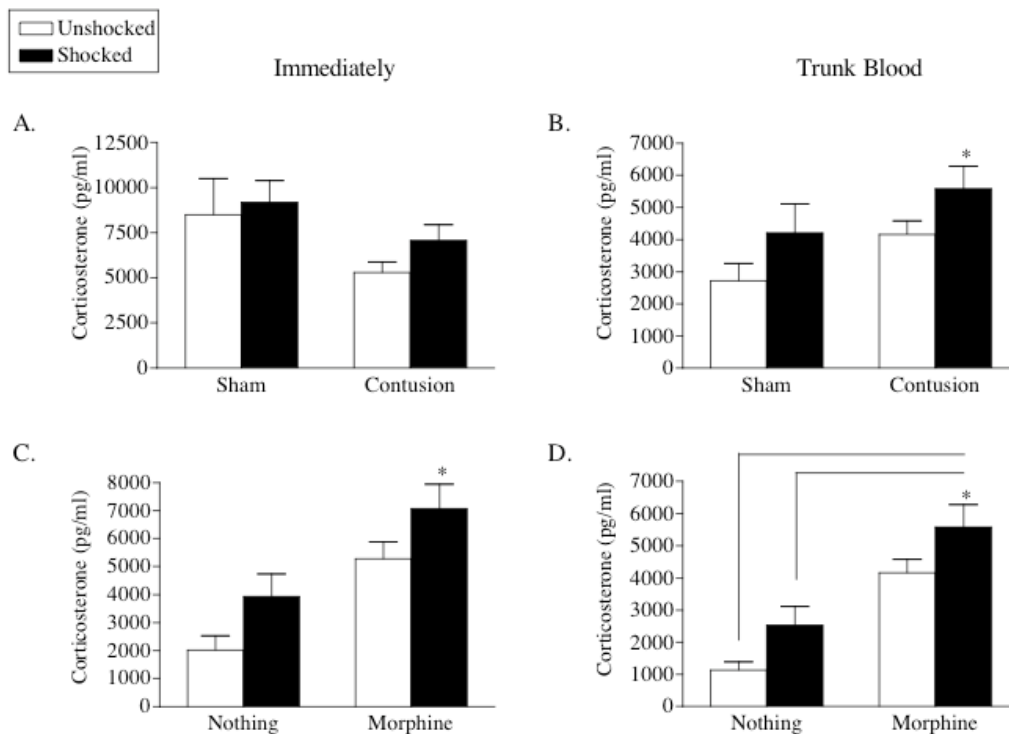 Unshocked
Shocked
Immediately
Trunk Blood
A.
Corticosterone (pg/ml)
12500
10000
7500
5000
2500
0
Sham Contusion
B.
Corticosterone (pg/ml)
7000
6000
5000
4000
3000
2000
1000
0
*
Sham Contusion
C.
Corticosterone (pg/ml)
8000
7000
6000
5000
4000
3000
2000
1000
0
*
Nothing Morphine
D.
Corticosterone (pg/ml)
7000
6000
5000
4000
3000
2000
1000
0
*
Nothing Morphine